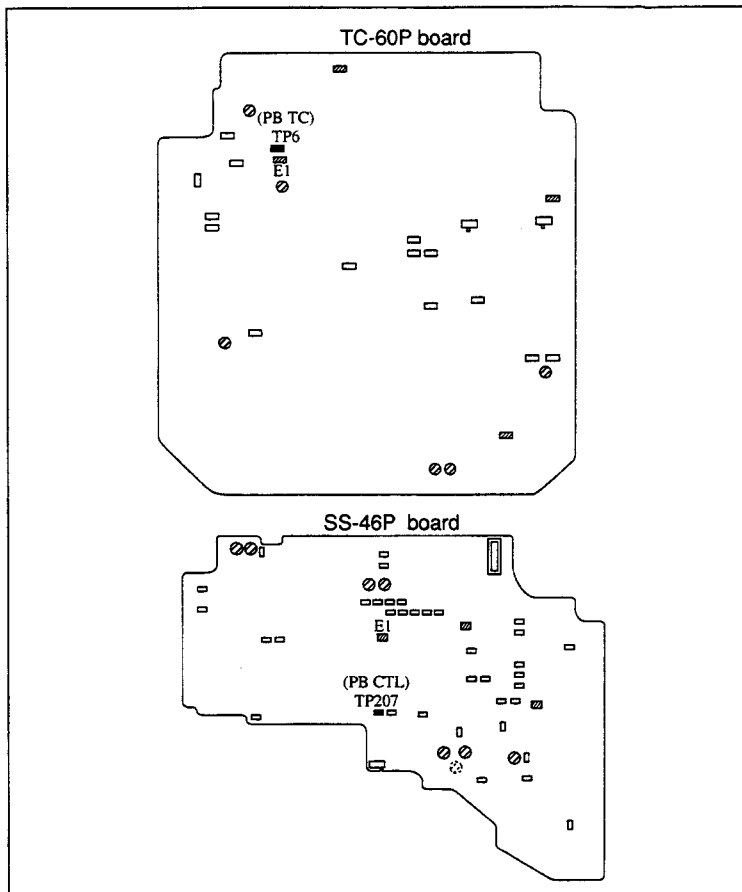 TC-60P board
(PB TC)
TP6
E1
SS-46P board
E1
(PB CTL)
TP207